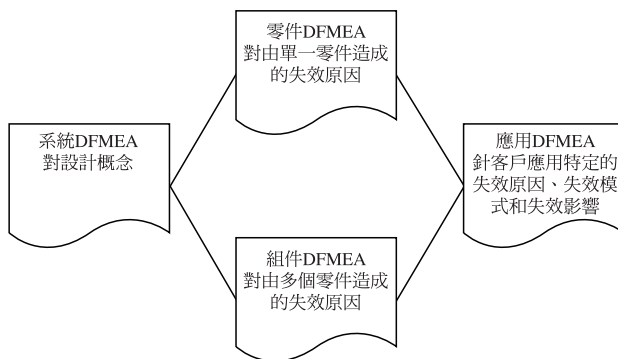 零件DFMEA
對由單一零件造成
的失效原因
系統DFMEA
對設計概念
應用DFMEA
針客戶應用特定的
失效原因、失效模
式和失效影響
組件DFMEA
對由多個零件造成
的失效原因